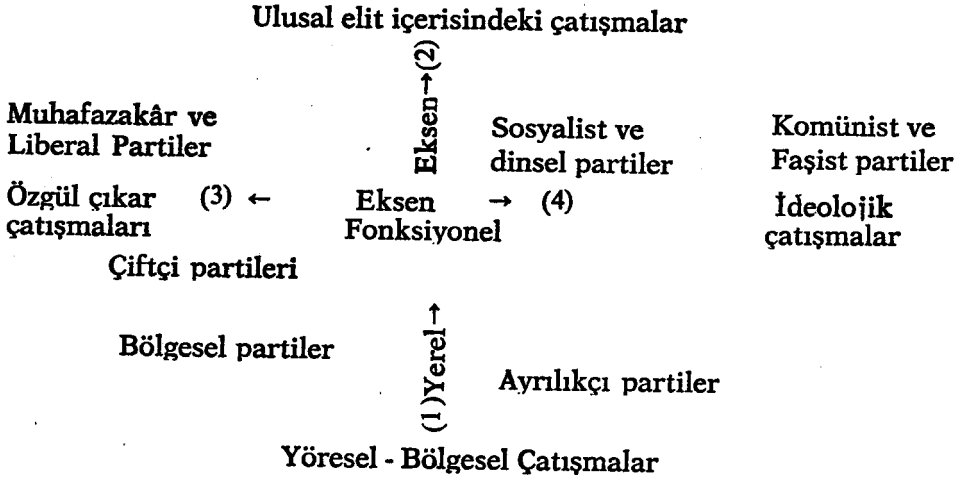 Ulusal elit içerisindeki çatışmalar
Eksen→(2)
Muhafazakâr ve
Liberal Partiler
Sosyalist ve
dinsel partiler
Komünist ve
Faşist partiler
Özgül çıkar
çatışmaları
(3) ←
Eksen
Fonksiyonel
→ (4)
İdeolojik
çatışmalar
Çiftçi partileri
Bölgesel partiler
(1)Yerel→
Ayrılıkçı partiler
Yöresel - Bölgesel Çatışmalar